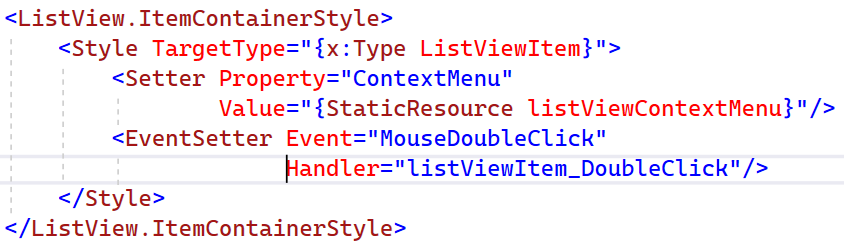 <ListView.ItemContainerStyle>
    <Style TargetType="{x:Type ListViewItem}">
        <Setter Property="ContextMenu"
                Value="{StaticResource listViewContextMenu}"/>
        <EventSetter Event="MouseDoubleClick"
                     Handler="listViewItem_DoubleClick"/>
    </Style>
</ListView.ItemContainerStyle>